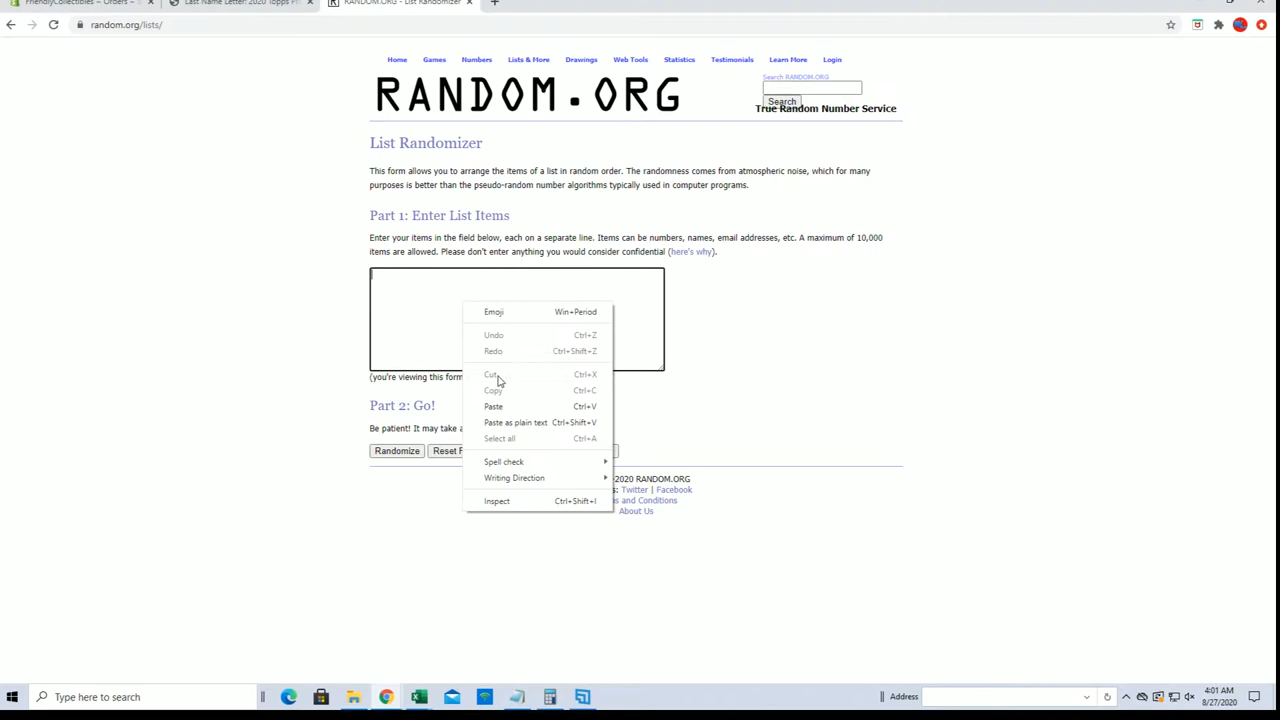 FriendlyCollectibles ~ Orders ~
Last Name Letter: 2020 Topps
RANDOM.ORG - List Randomizer
random.org/lists/
Home Games Numbers Lists & More Drawings Web Tools Statistics Testimonials Learn More Login
RANDOM.ORG
Search RANDOM.ORG
Search
True Random Number Service
List Randomizer
This form allows you to arrange the items of a list in random order. The randomness comes from atmospheric noise, which for many
purposes is better than the pseudo-random number algorithms typically used in computer programs.
Part 1: Enter List Items
Enter your items in the field below, each on a separate line. Items can be numbers, names, email addresses, etc. A maximum of 10,000
items are allowed. Please don't enter anything you would consider confidential (here's why).
Emoji Win+Period
Undo Ctrl+Z
Redo Ctrl+Shift+Z
Cut Ctrl+X
Copy Ctrl+C
Paste Ctrl+V
Paste as plain text Ctrl+Shift+V
Select all Ctrl+A
Spell check
Writing Direction
Inspect Ctrl+Shift+I
(you're viewing this form
Part 2: Go!
Be patient! It may take a
Randomize Reset F
2020 RANDOM.ORG
: Twitter | Facebook
s and Conditions
About Us
Type here to search
Address
4:01 AM
8/27/2020